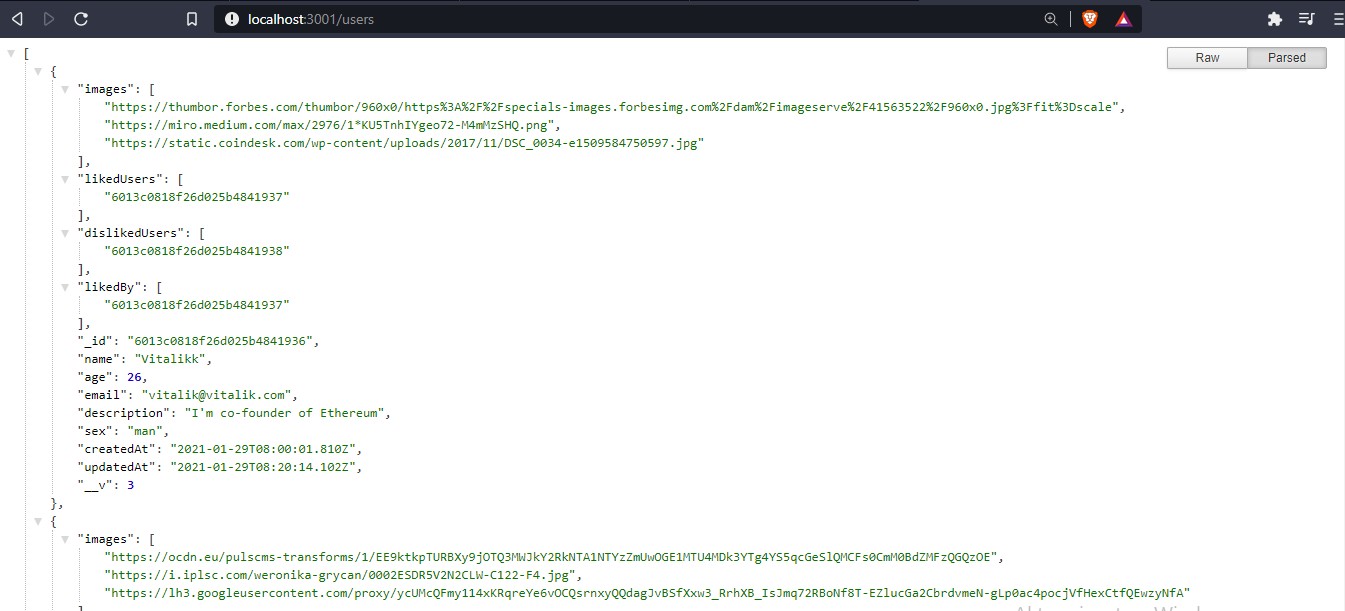 localhost:3001/users
Raw Parsed
[
{
"images": [
"https://thumbor.forbes.com/thumbor/960x0/https%3A%2F%2Fspecials-images.forbesimg.com%2Fdam%2Fimageserve%2F41563522%2F960x0.jpg%3Ffit%3Dscale",
"https://miro.medium.com/max/2976/1*KU5TnhIYgeo72-M4mMzSHQ.png",
"https://static.coindesk.com/wp-content/uploads/2017/11/DSC_0034-e1509584750597.jpg"
],
"likedUsers": [
"6013c0818f26d025b4841937"
],
"dislikedUsers": [
"6013c0818f26d025b4841938"
],
"likedBy": [
"6013c0818f26d025b4841937"
],
"_id": "6013c0818f26d025b4841936",
"name": "Vitalikk",
"age": 26,
"email": "vitalik@vitalik.com",
"description": "I'm co-founder of Ethereum",
"sex": "man",
"createdAt": "2021-01-29T08:00:01.810Z",
"updatedAt": "2021-01-29T08:20:14.102Z",
"__v": 3
},
{
"images": [
"https://ocdn.eu/pulscms-transforms/1/EE9ktkpTURBXy9jOTQ3MWJkY2RkNTA1NTYzZmUwOGE1MTU4MDk3YTg4YS5qcGeSlQMCFs0CmM0BdZMFzQGQzOE",
"https://i.iplsc.com/weronika-grycan/0002ESDR5V2N2CLW-C122-F4.jpg",
"https://lh3.googleusercontent.com/proxy/ycUMcQFmy114xKRqreYe6vOCQsrnxyQQdagJvBSfXxw3_RrhXB_IsJmq72RBoNf8T-EZlucGa2CbrdvmeN-gLp0ac4pocjVfHexCtfQEwzyNfA"